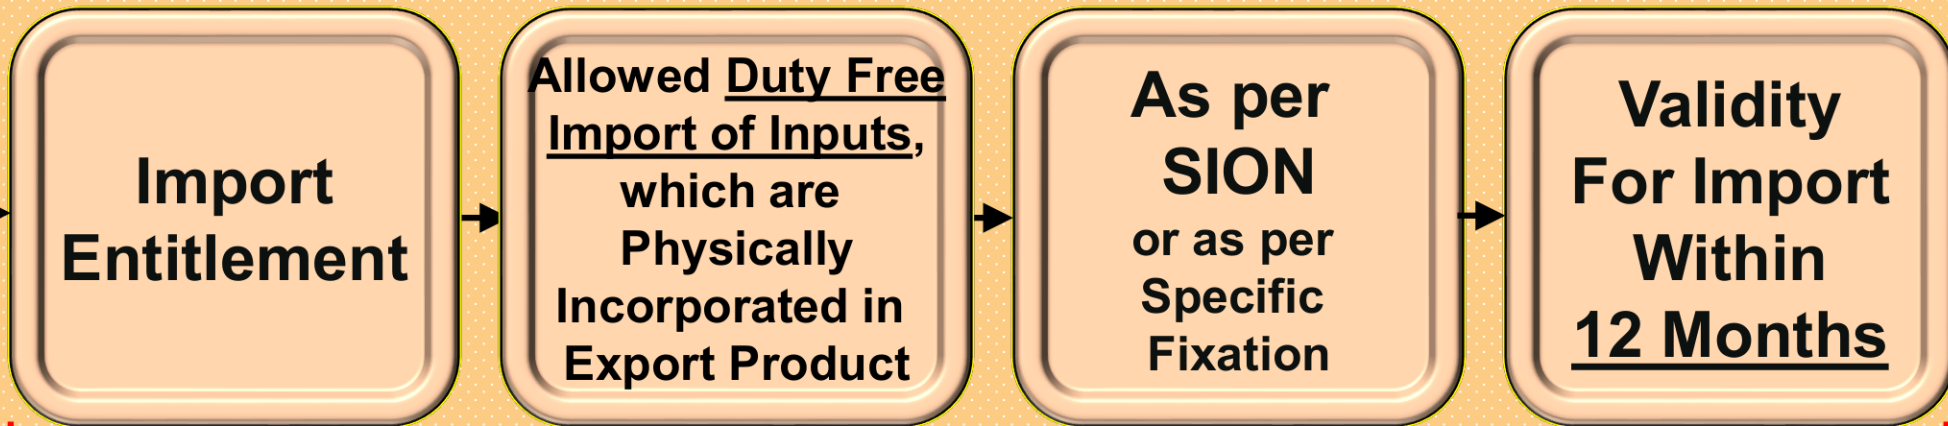 Import
Entitlement
Allowed Duty Free
Import of Inputs,
which are
Physically
Incorporated in
Export Product
As per
SION
or as per
Specific
Fixation
Validity
For Import
Within
12 Months